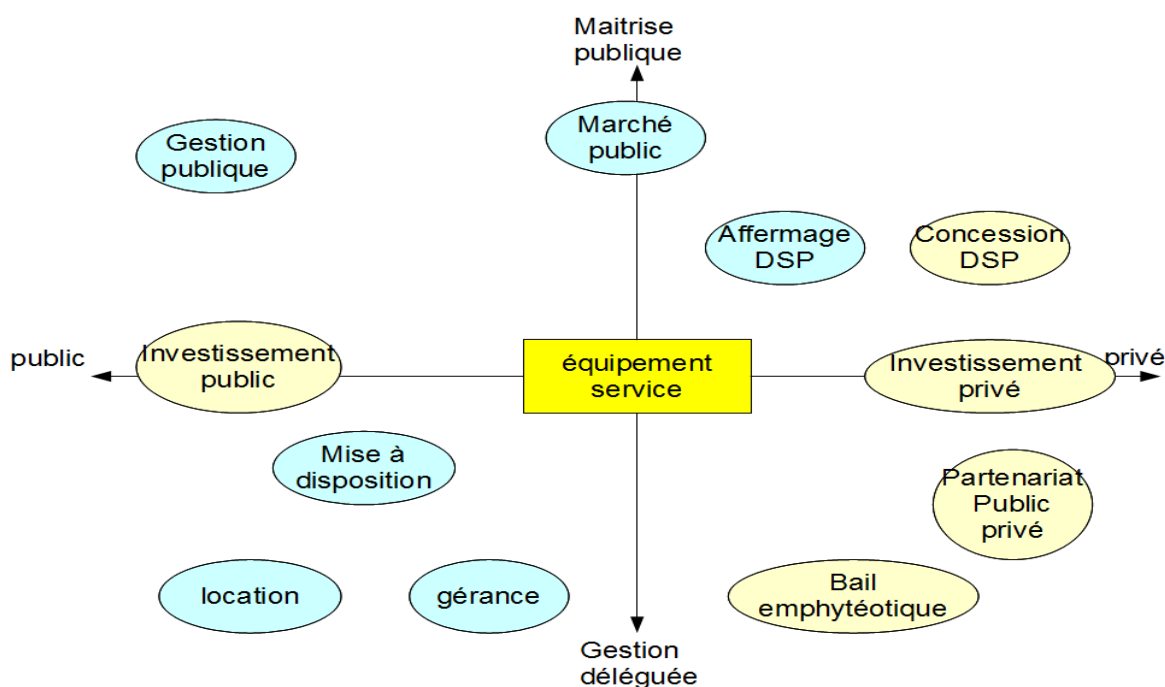 Maitrise
publique
Marché
public
Gestion
publique
Affermage
DSP
Concession
DSP
public
Investissement
public
équipement
service
Investissement
privé
privé
Mise à
disposition
Partenariat
Public
privé
location
gérance
Bail
emphytéotique
Gestion
déléguée